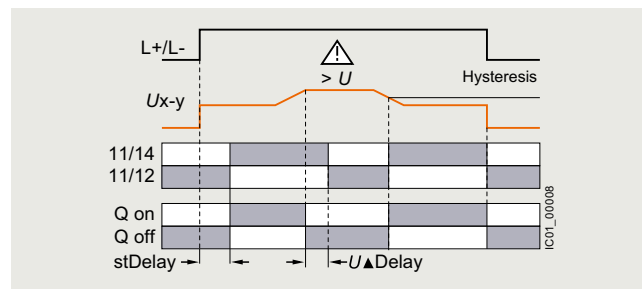 L+/L-
> U
Hysteresis
Ux-y
11/14
11/12
Q on
Q off
stDelay
U▲Delay
IC01_00008